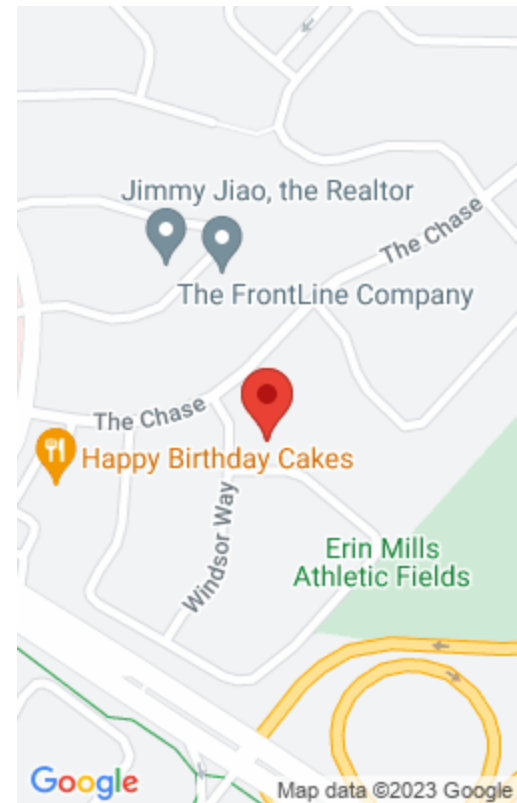 Jimmy Jiao, the Realtor
The Chase
The FrontLine Company
The Chase
Happy Birthday Cakes
Windsor Way
Erin Mills
Athletic Fields
Google
Map data ©2023 Google